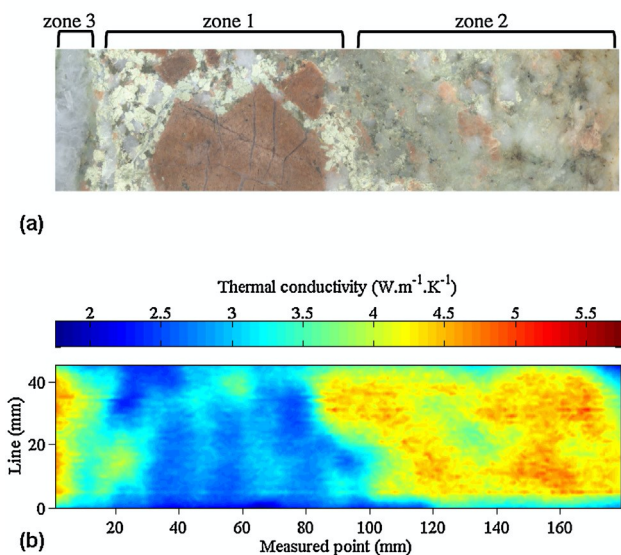 zone 3 zone 1 zone 2
(a)
Thermal conductivity (W.m⁻¹.K⁻¹)
2 2.5 3 3.5 4 4.5 5 5.5
40
20
0
Line (mm)
20 40 60 80 100 120 140 160
Measured point (mm)
(b)